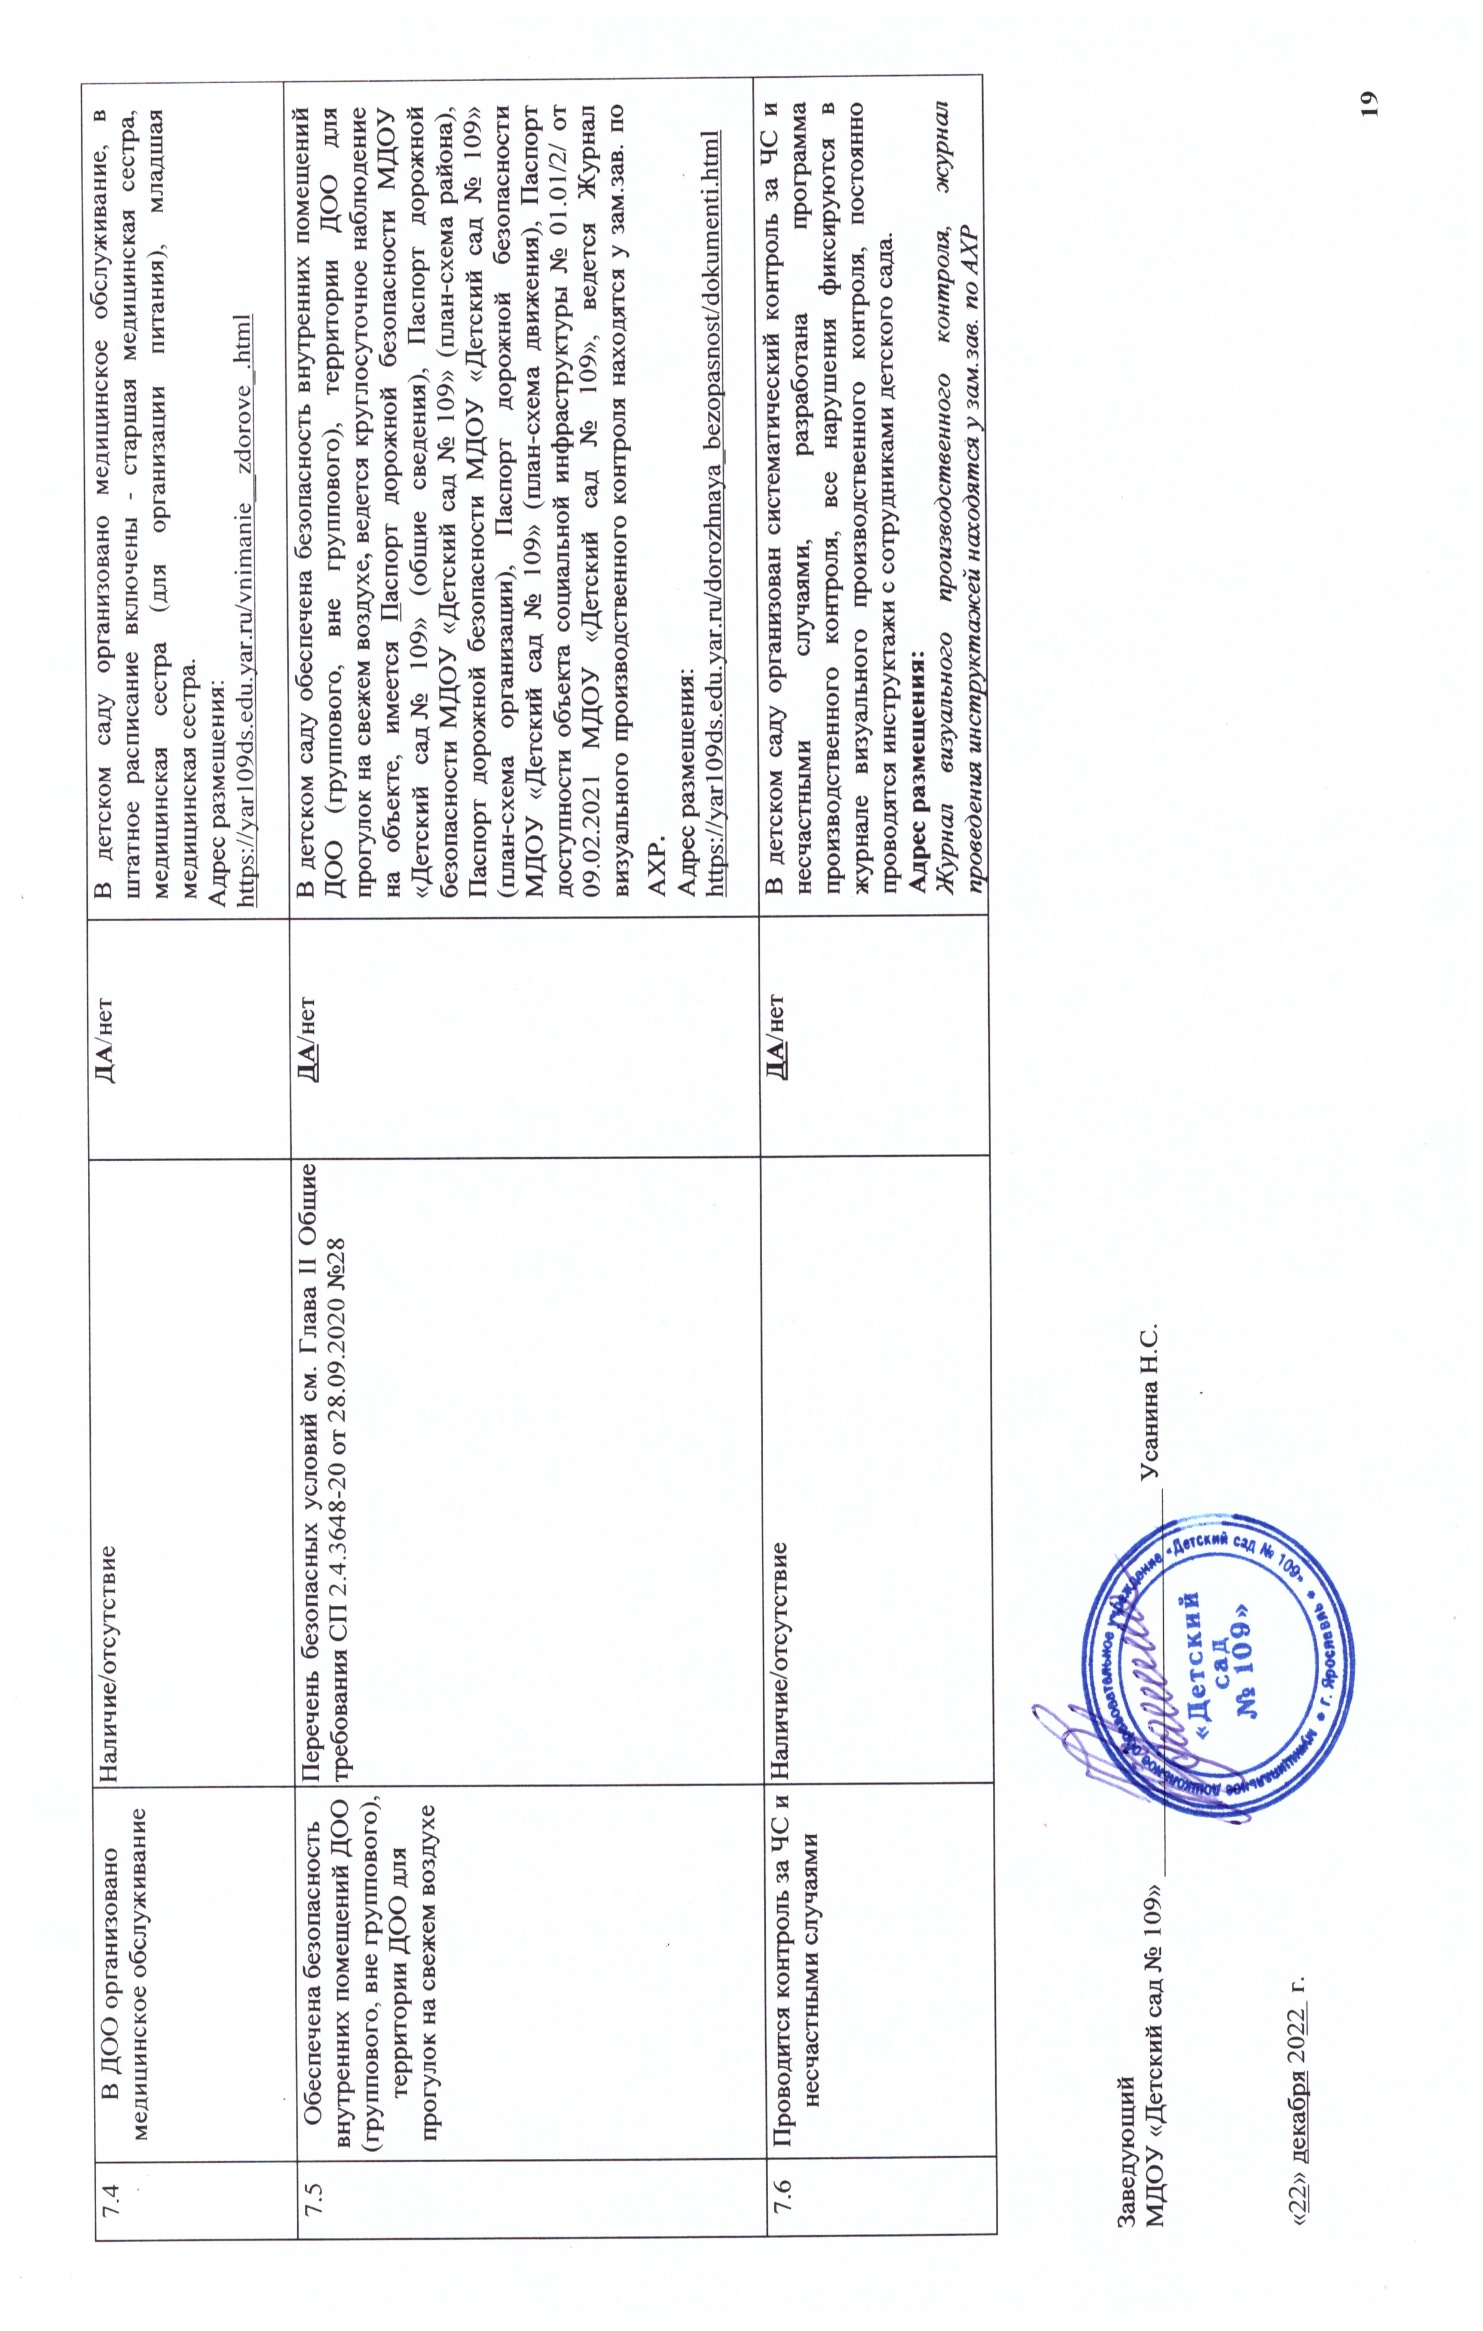 7.4
В ДОО организовано
медицинское обслуживание
Наличие/отсутствие
ДА/нет
В детском саду организовано медицинское обслуживание, в
штатное расписание включены - старшая медицинская сестра,
медицинская сестра (для организации питания), младшая
медицинская сестра.
Адрес размещения:
https://yar109ds.edu.yar.ru/vnimanie__zdorove_.html
7.5
Обеспечена безопасность
внутренних помещений ДОО
(группового, вне группового),
территории ДОО для
прогулок на свежем воздухе
Перечень безопасных условий см. Глава II Общие
требования СП 2.4.3648-20 от 28.09.2020 №28
ДА/нет
В детском саду обеспечена безопасность внутренних помещений
ДОО (группового, вне группового), территории ДОО для
прогулок на свежем воздухе, ведется круглосуточное наблюдение
на объекте, имеется Паспорт дорожной безопасности МДОУ
«Детский сад № 109» (общие сведения), Паспорт дорожной
безопасности МДОУ «Детский сад № 109» (план-схема района),
Паспорт дорожной безопасности МДОУ «Детский сад № 109»
(план-схема организации), Паспорт дорожной безопасности
МДОУ «Детский сад № 109» (план-схема движения), Паспорт
доступности объекта социальной инфраструктуры № 01.01/2/ от
09.02.2021 МДОУ «Детский сад № 109», ведется Журнал
визуального производственного контроля находятся у зам.зав. по
АХР.
Адрес размещения:
https://yar109ds.edu.yar.ru/dorozhnaya_bezopasnost/dokumenti.html
7.6
Проводится контроль за ЧС и
несчастными случаями
Наличие/отсутствие
ДА/нет
В детском саду организован систематический контроль за ЧС и
несчастными случаями, разработана программа
производственного контроля, все нарушения фиксируются в
журнале визуального производственного контроля, постоянно
проводятся инструктажи с сотрудниками детского сада.
Адрес размещения:
Журнал визуального производственного контроля, журнал
проведения инструктажей находятся у зам.зав. по АХР
Заведующий
МДОУ «Детский сад № 109» Усанина Н.С.
муниципальное дошкольное образовательное учреждение «Детский сад № 109» * г. Ярославль *
«Детский
сад
№ 109»
«22» декабря 2022 г.
19